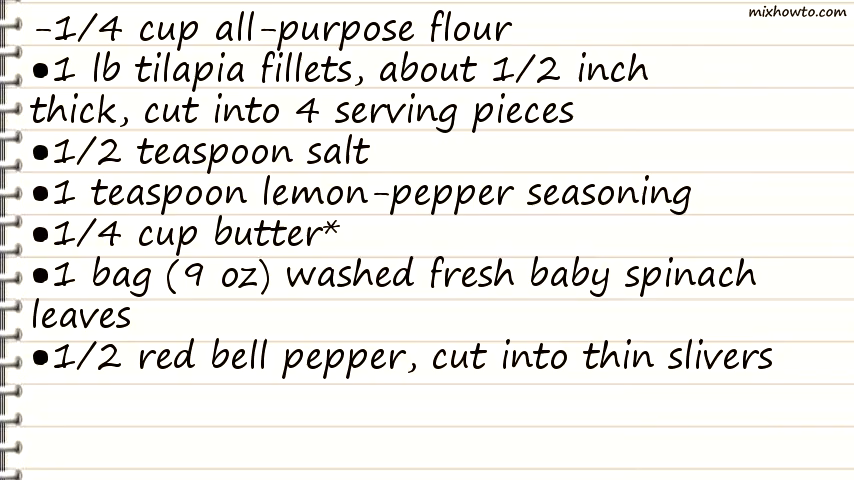 mixhowto.com
-1/4 cup all-purpose flour
•1 lb tilapia fillets, about 1/2 inch
thick, cut into 4 serving pieces
•1/2 teaspoon salt
•1 teaspoon lemon-pepper seasoning
•1/4 cup butter*
•1 bag (9 oz) washed fresh baby spinach
leaves
•1/2 red bell pepper, cut into thin slivers